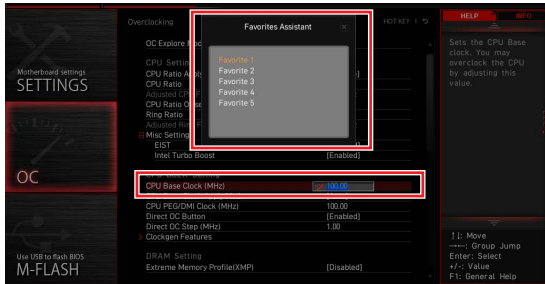 Overclocking
HOT KEY
HELP
INFO
Favorites Assistant
Favorite 1
Favorite 2
Favorite 3
Favorite 4
Favorite 5
OC Explore
CPU
CPU Ratio
CPU Ratio
Adjusted CPU
CPU Ratio
Ring Ratio
Adjusted
Misc Setting
EIST
Intel Turbo Boost [Enabled]
Setting
CPU Base Clock (MHz) 100.00
CPU PEG/DMI Clock (MHz) 100.00
Direct OC Button [Enabled]
Direct OC Step (MHz) 1.00
Clockgen Features
DRAM Setting
Extreme Memory Profile(XMP) [Disabled]
Motherboard settings
SETTINGS
OC
Use USB to flash BIOS
M-FLASH
Sets the CPU Base
clock. You may
overclock the CPU
by adjusting this
value.
↑↓: Move
→←: Group Jump
Enter: Select
+/-: Value
F1: General Help